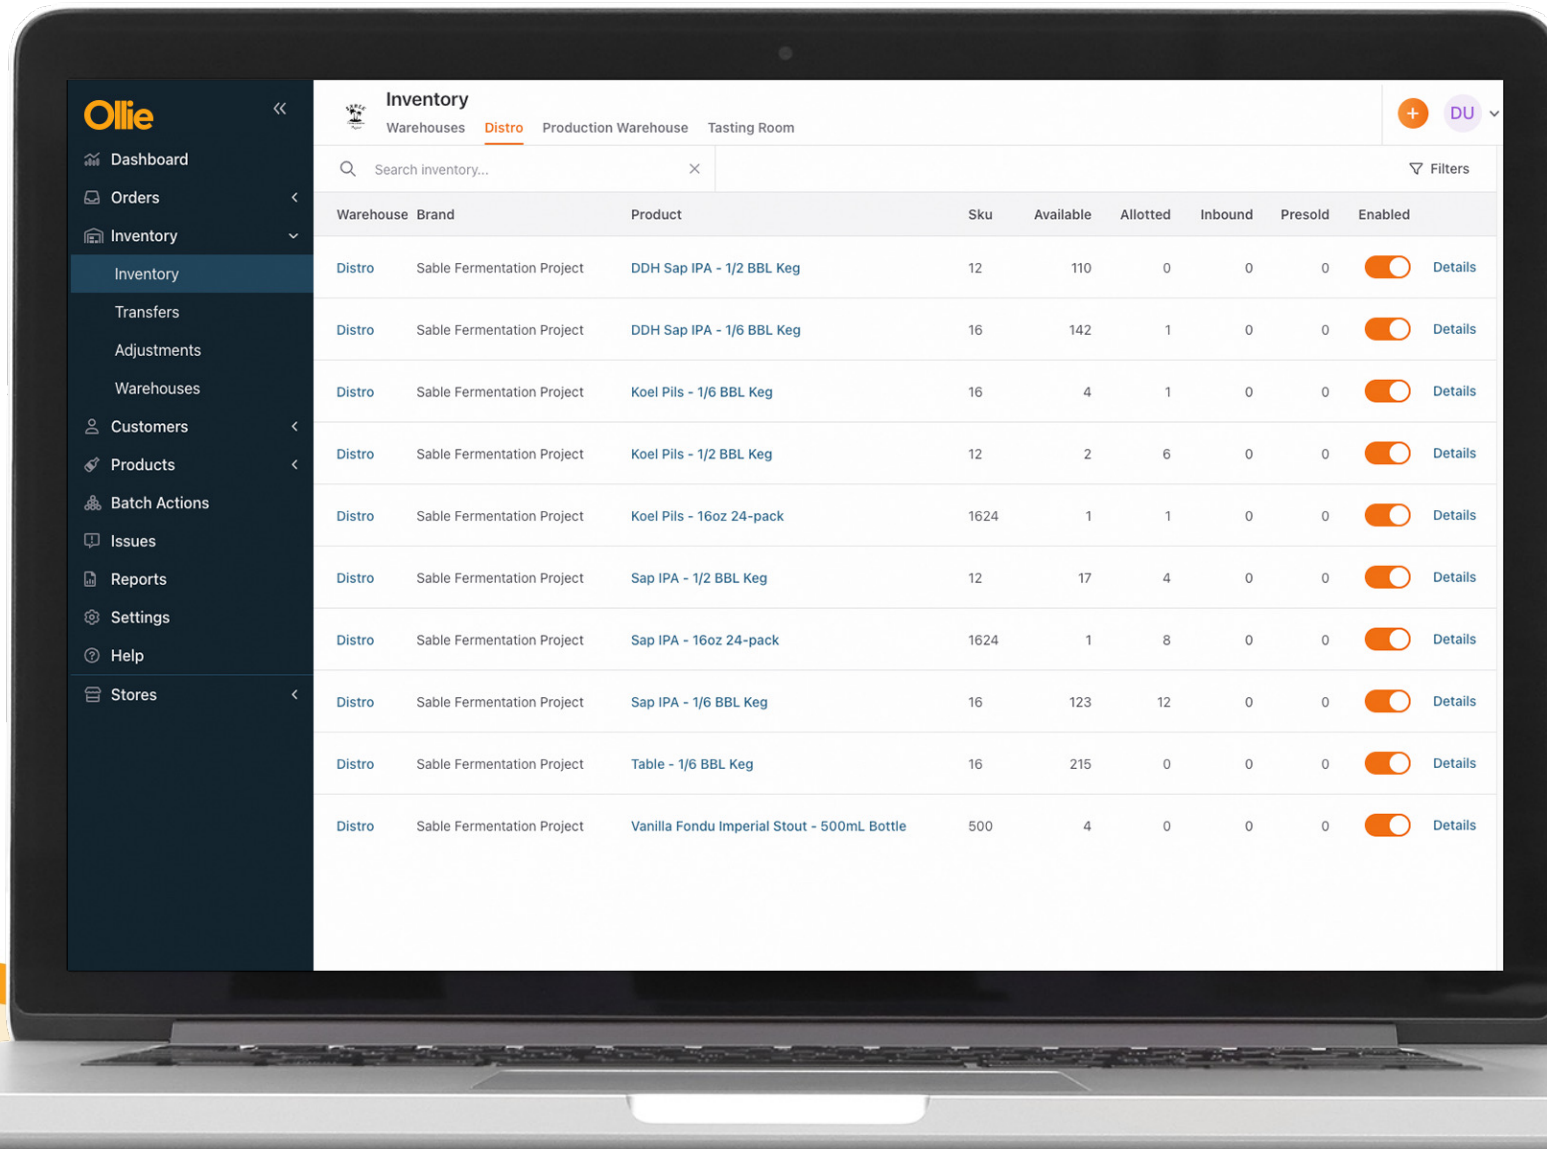 Ollie
Dashboard
Orders
Inventory
Inventory
Transfers
Adjustments
Warehouses
Customers
Products
Batch Actions
Issues
Reports
Settings
Help
Stores
Inventory
Warehouses Distro Production Warehouse Tasting Room
+ DU
Search inventory... Filters
Warehouse Brand Product Sku Available Allotted Inbound Presold Enabled
Distro Sable Fermentation Project DDH Sap IPA - 1/2 BBL Keg 12 110 0 0 0 Details
Distro Sable Fermentation Project DDH Sap IPA - 1/6 BBL Keg 16 142 1 0 0 Details
Distro Sable Fermentation Project Koel Pils - 1/6 BBL Keg 16 4 1 0 0 Details
Distro Sable Fermentation Project Koel Pils - 1/2 BBL Keg 12 2 6 0 0 Details
Distro Sable Fermentation Project Koel Pils - 16oz 24-pack 1624 1 1 0 0 Details
Distro Sable Fermentation Project Sap IPA - 1/2 BBL Keg 12 17 4 0 0 Details
Distro Sable Fermentation Project Sap IPA - 16oz 24-pack 1624 1 8 0 0 Details
Distro Sable Fermentation Project Sap IPA - 1/6 BBL Keg 16 123 12 0 0 Details
Distro Sable Fermentation Project Table - 1/6 BBL Keg 16 215 0 0 0 Details
Distro Sable Fermentation Project Vanilla Fondu Imperial Stout - 500mL Bottle 500 4 0 0 0 Details